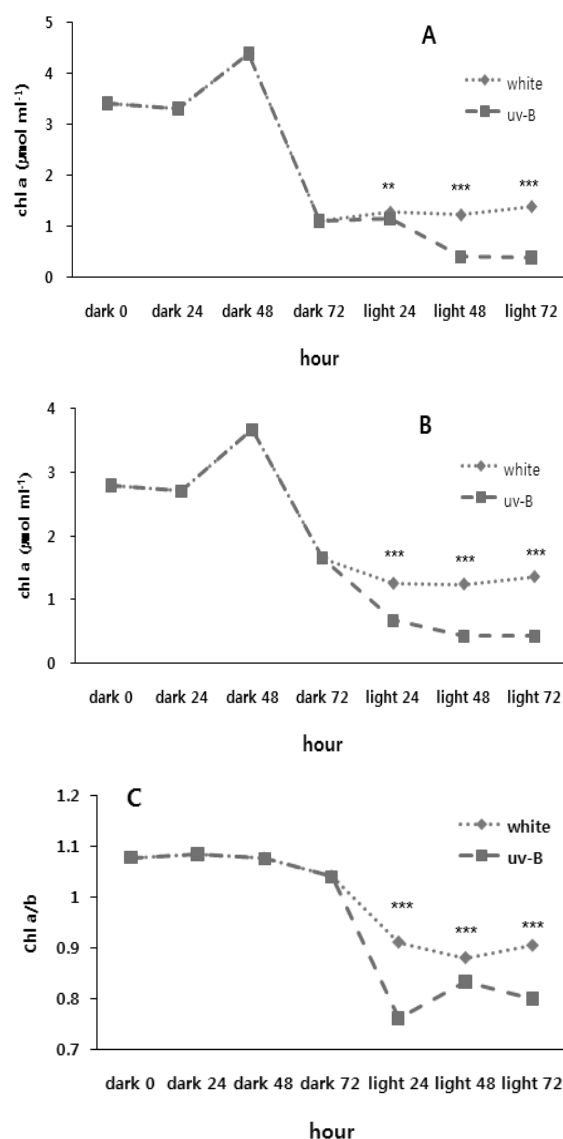 A
5
4
3
2
1
0
chl a (μmol ml⁻¹)
white
uv-B
** *** ***
dark 0 dark 24 dark 48 dark 72 light 24 light 48 light 72
hour
B
4
3
2
1
0
chl a (μmol ml⁻¹)
white
uv-B
*** *** ***
dark 0 dark 24 dark 48 dark 72 light 24 light 48 light 72
hour
C
1.2
1.1
1
0.9
0.8
0.7
Chl a/b
white
uv-B
*** *** ***
dark 0 dark 24 dark 48 dark 72 light 24 light 48 light 72
hour